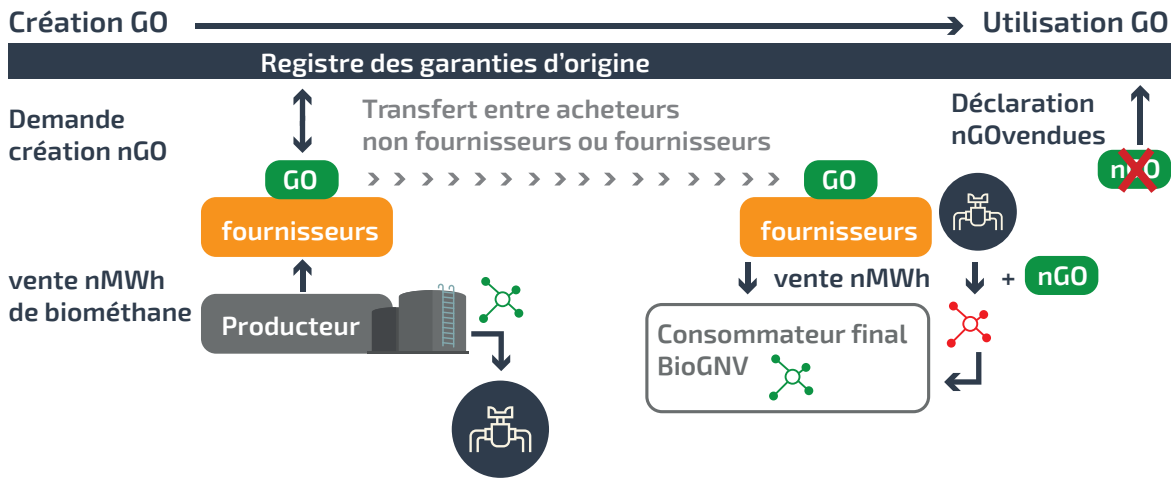 Création GO
Utilisation GO
Registre des garanties d'origine
Demande
création nGO
Transfert entre acheteurs
non fournisseurs ou fournisseurs
Déclaration
nGOvendues
nGO
GO
> > > > > > > > > > > > > > > >
GO
fournisseurs
fournisseurs
vente nMWh
de biométhane
Producteur
vente nMWh
+ nGO
Consommateur final
BioGNV